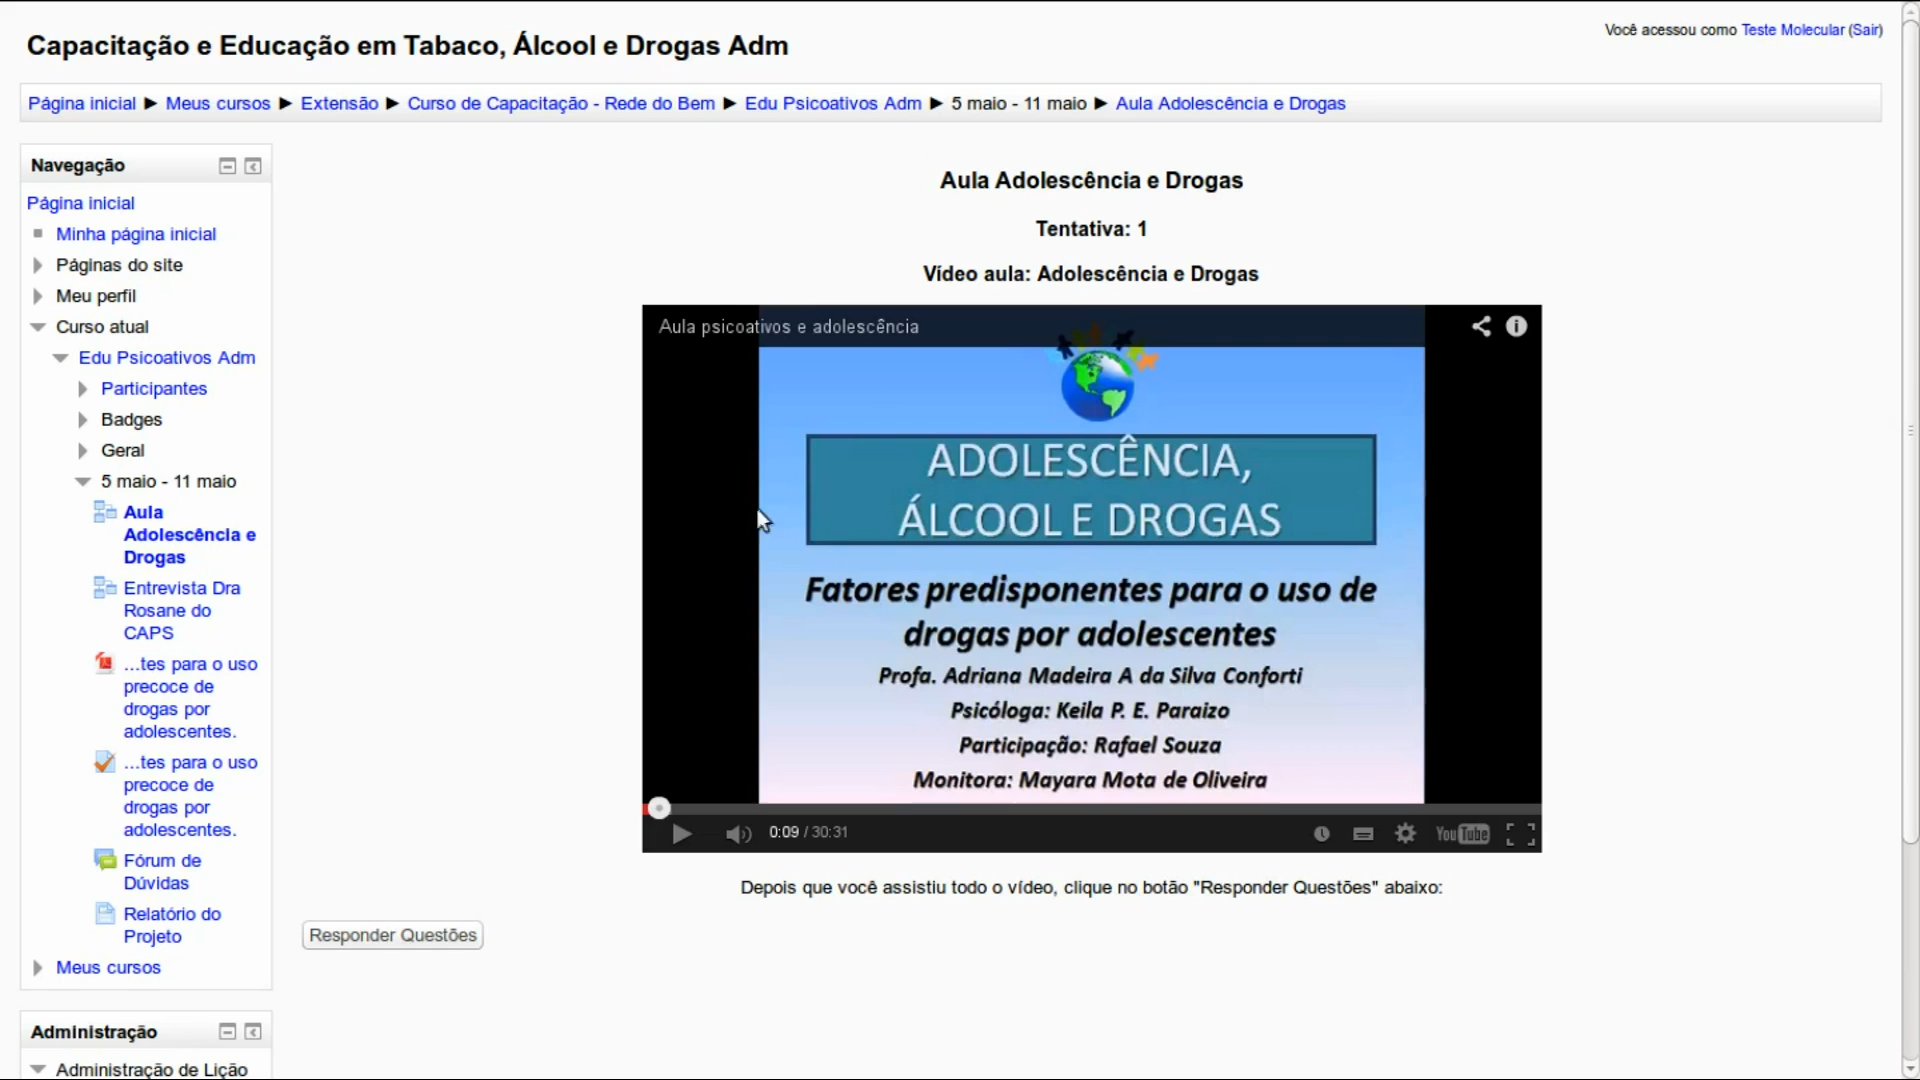 Você acessou como Teste Molecular (Sair)
Capacitação e Educação em Tabaco, Álcool e Drogas Adm
Página inicial ► Meus cursos ► Extensão ► Curso de Capacitação - Rede do Bem ► Edu Psicoativos Adm ► 5 maio - 11 maio ► Aula Adolescência e Drogas
Navegação
Página inicial
Minha página inicial
Páginas do site
Meu perfil
Curso atual
Edu Psicoativos Adm
Participantes
Badges
Geral
5 maio - 11 maio
Aula
Adolescência e
Drogas
Entrevista Dra
Rosane do
CAPS
...tes para o uso
precoce de
drogas por
adolescentes.
...tes para o uso
precoce de
drogas por
adolescentes.
Fórum de
Dúvidas
Relatório do
Projeto
Meus cursos
Administração
Administração de Lição
Aula Adolescência e Drogas
Tentativa: 1
Vídeo aula: Adolescência e Drogas
Aula psicoativos e adolescência
ADOLESCÊNCIA,
ÁLCOOL E DROGAS
Fatores predisponentes para o uso de
drogas por adolescentes
Profa. Adriana Madeira A da Silva Conforti
Psicóloga: Keila P. E. Paraizo
Participação: Rafael Souza
Monitora: Mayara Mota de Oliveira
0:09 / 30:31
YouTube
Depois que você assistiu todo o vídeo, clique no botão "Responder Questões" abaixo:
Responder Questões